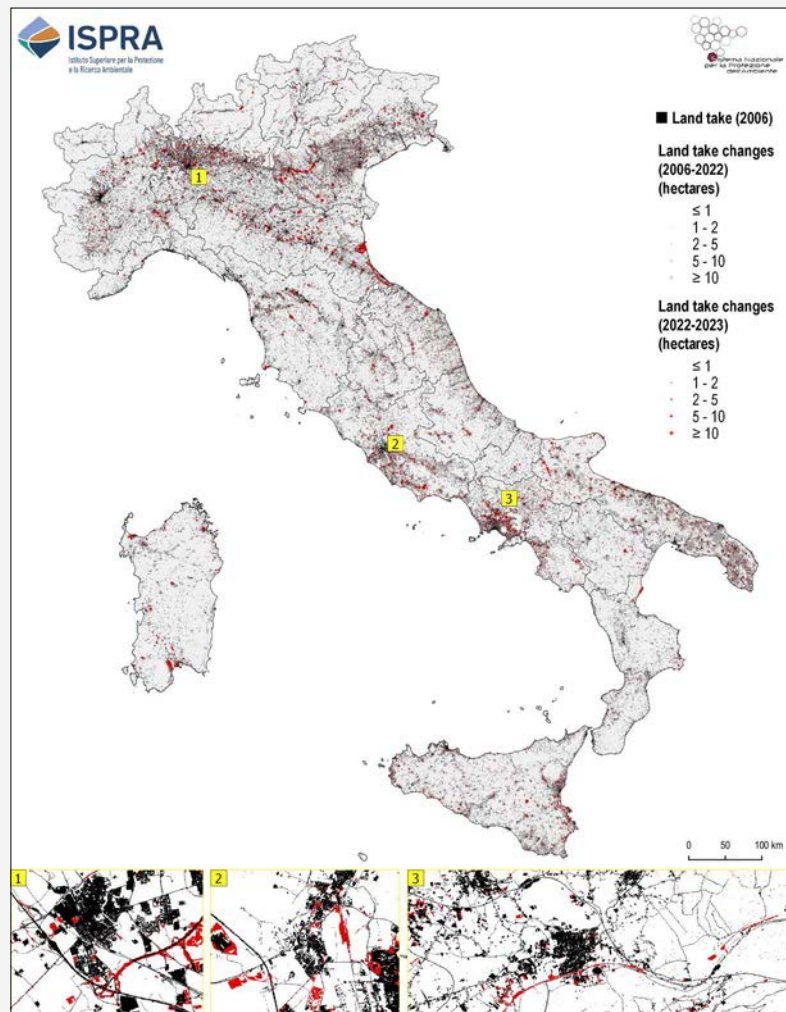 ISPRA
Istituto Superiore per la Protezione
e la Ricerca Ambientale
Sistema Nazionale
per la Protezione
dell'Ambiente
Land take (2006)
Land take changes
(2006-2022)
(hectares)
≤ 1
1 - 2
2 - 5
5 - 10
≥ 10
Land take changes
(2022-2023)
(hectares)
≤ 1
1 - 2
2 - 5
5 - 10
≥ 10
1
2
3
0 50 100 km
1
2
3